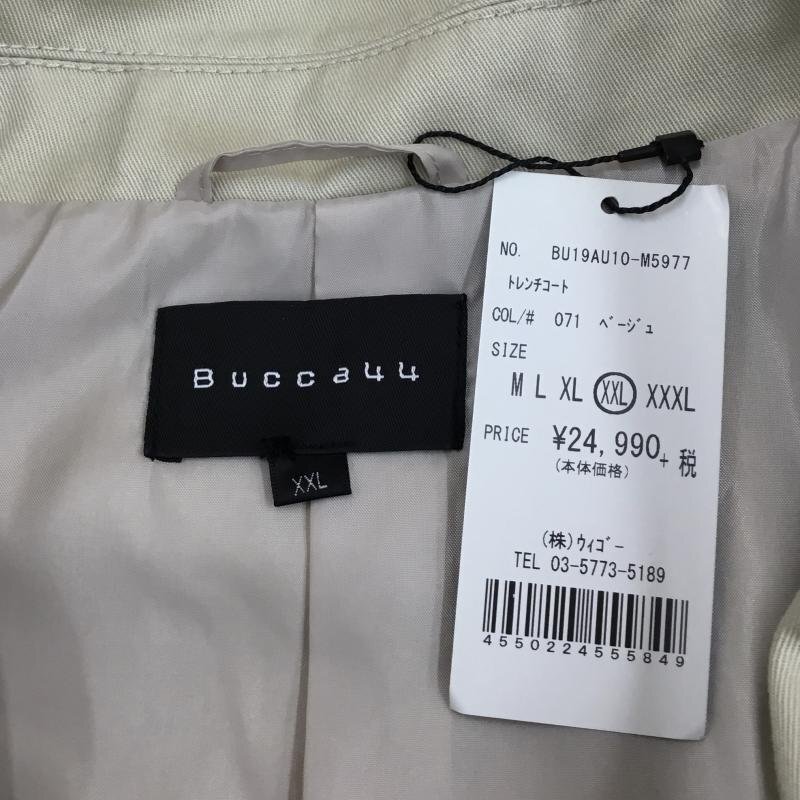 Bucca44
XXL
NO. BU19AU10-M5977
トレンチコート
COL/# 071 ベージュ
SIZE
M L XL XXL XXXL
PRICE ¥24,990+税
(本体価格)
(株)ウィゴー
TEL 03-5773-5189
4550224555849